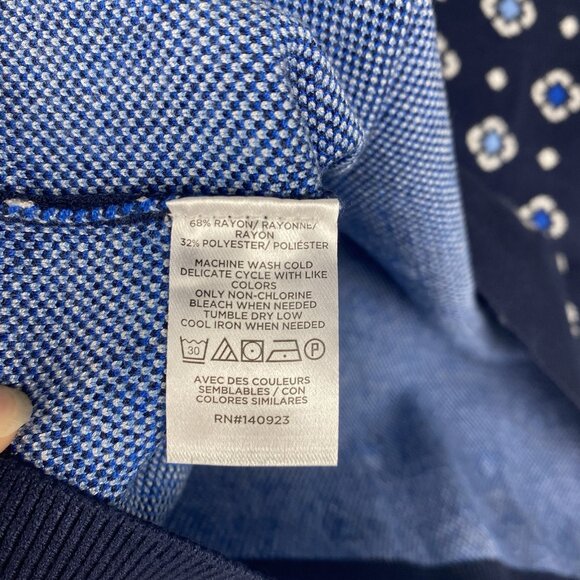 68% RAYON/ RAYONNE/
RAYON
32% POLYESTER/ POLIÉSTER
MACHINE WASH COLD
DELICATE CYCLE WITH LIKE
COLORS
ONLY NON-CHLORINE
BLEACH WHEN NEEDED
TUMBLE DRY LOW
COOL IRON WHEN NEEDED
30 P
AVEC DES COULEURS
SEMBLABLES / CON
COLORES SIMILARES
RN#140923